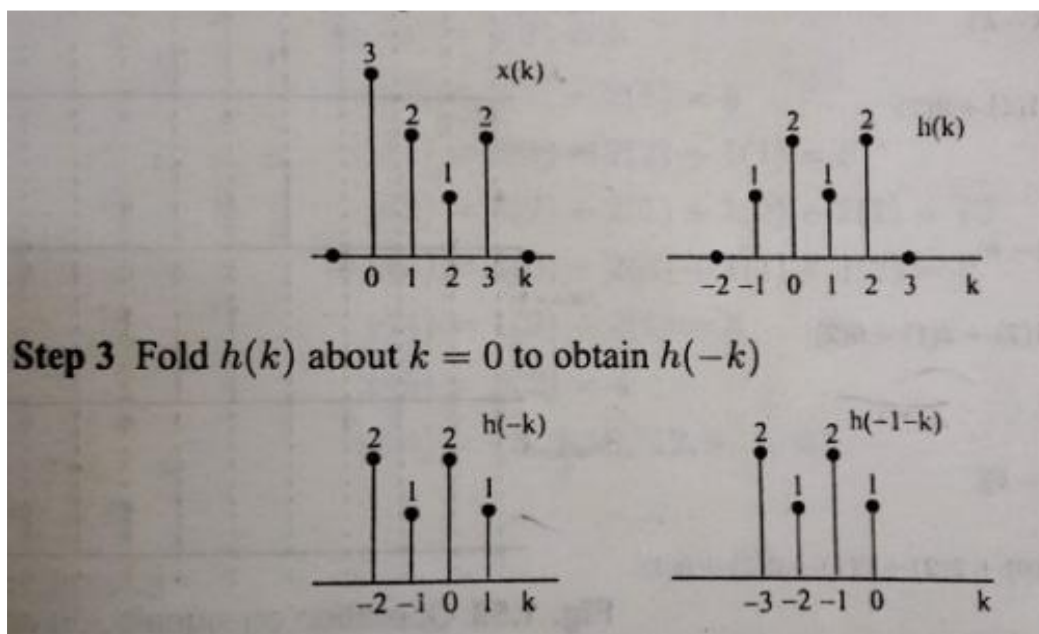 3
x(k)
2 2
1
0 1 2 3 k
2 2
h(k)
1 1
-2 -1 0 1 2 3 k
Step 3 Fold h(k) about k = 0 to obtain h(-k)
2 2 h(-k)
1 1
-2 -1 0 1 k
2 2 h(-1-k)
1 1
-3 -2 -1 0 k